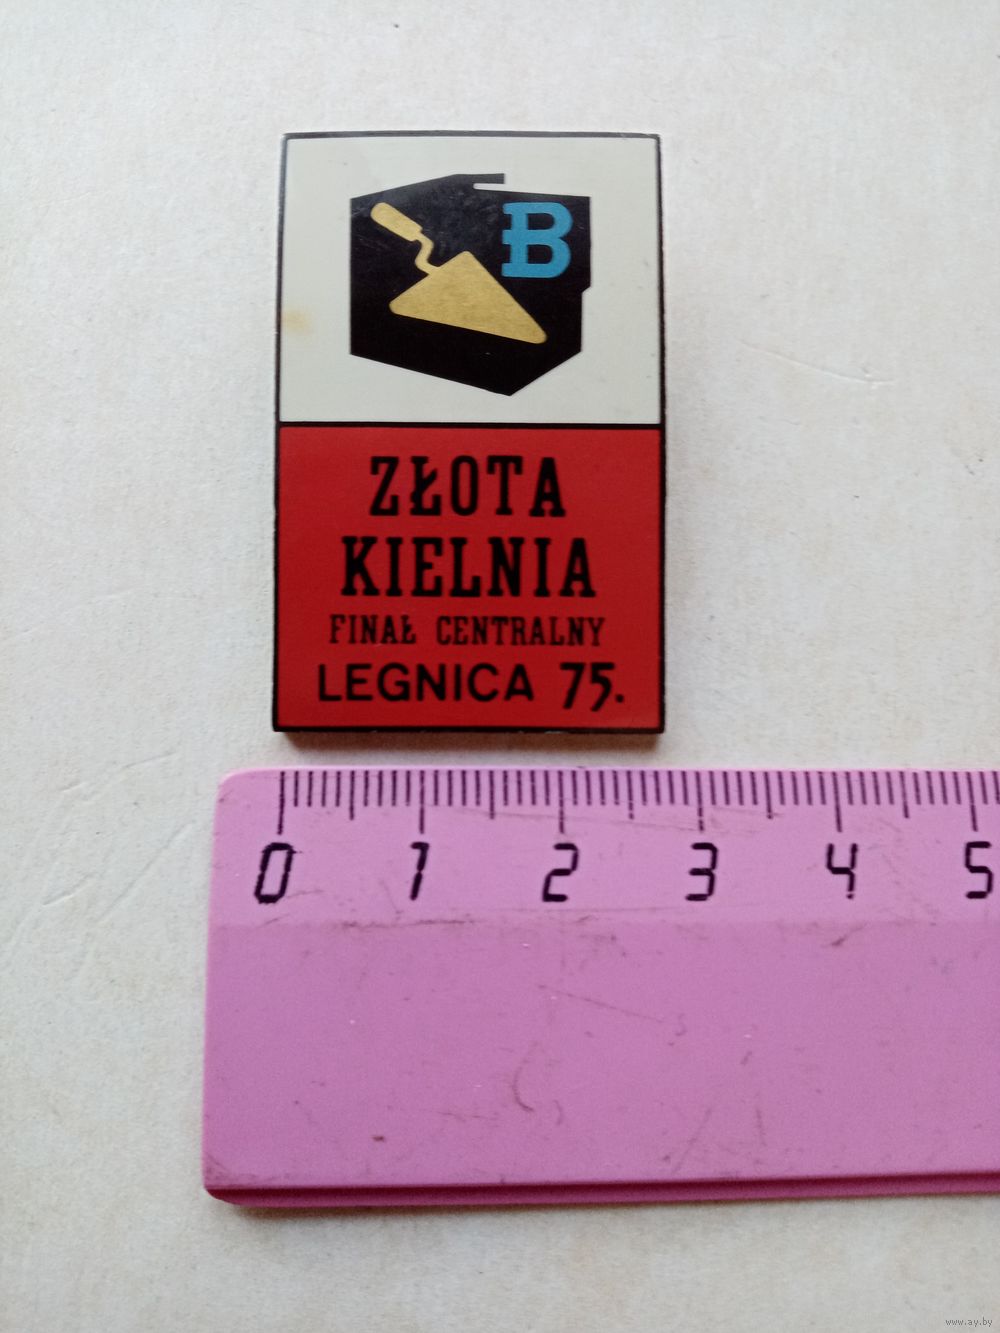 B
ZŁOTA
KIELNIA
FINAŁ CENTRALNY
LEGNICA 75.
0 1 2 3 4 5
www.ay.by